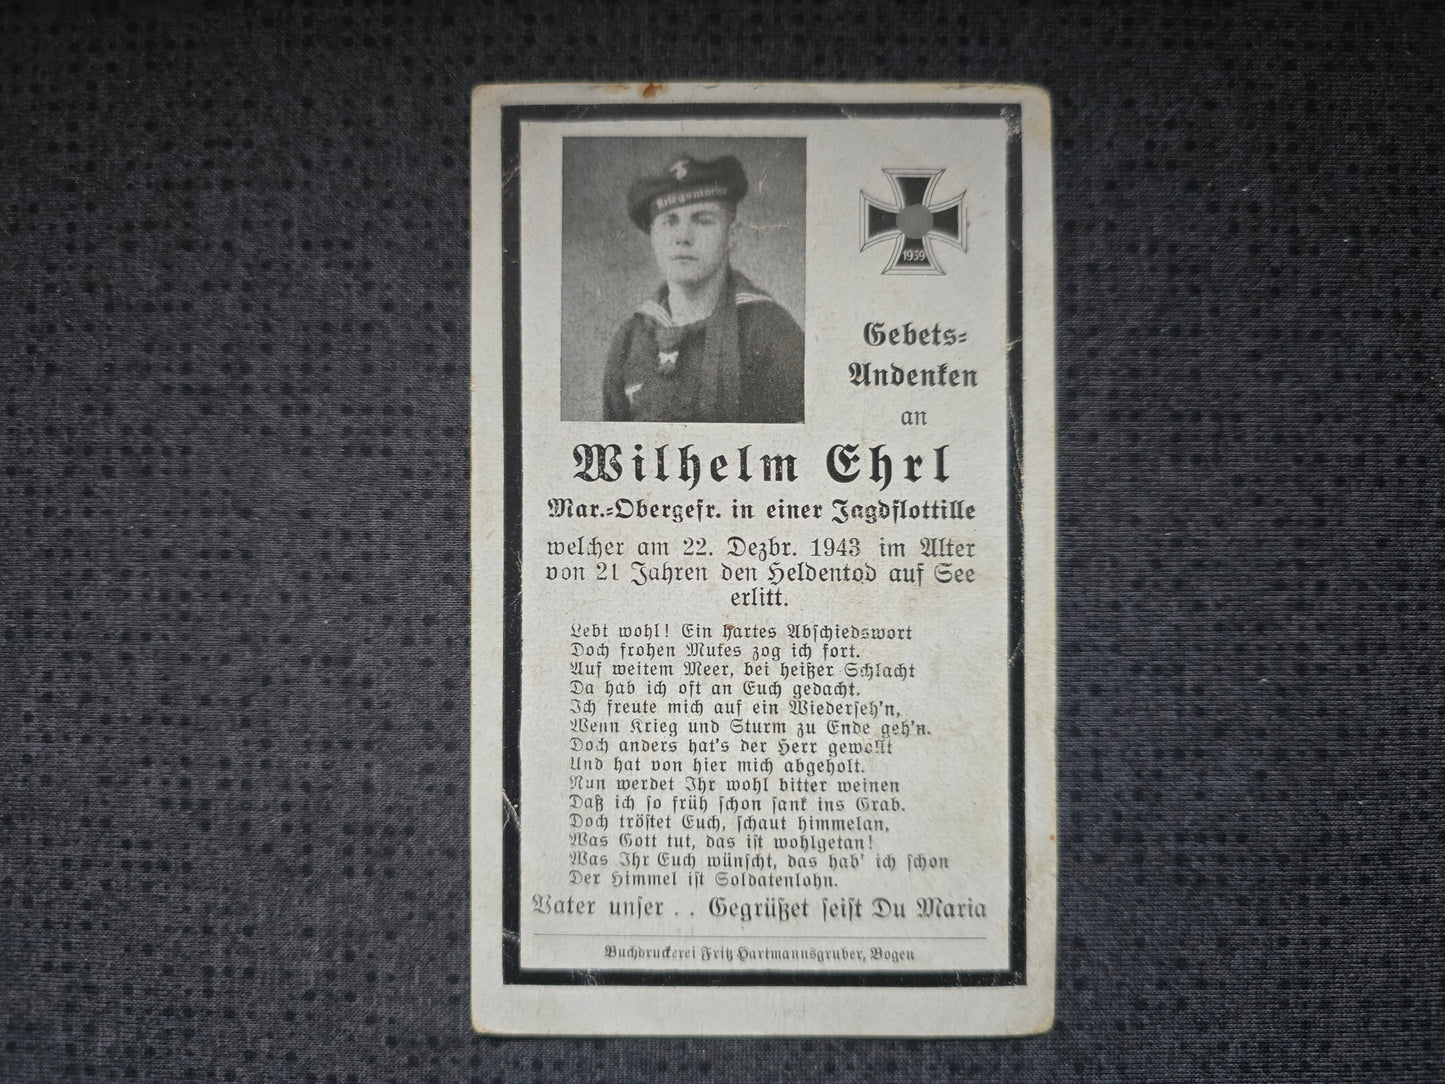 Kriegsmarine
1939
Gebets-
Andenken
an
Wilhelm Ehrl
Mar.-Obergefr. in einer Jagdflottille
welcher am 22. Dezbr. 1943 im Alter
von 21 Jahren den Heldentod auf See
erlitt.
Lebt wohl! Ein hartes Abschiedswort
Doch frohen Mutes zog ich fort.
Auf weitem Meer, bei heißer Schlacht
Da hab ich oft an Euch gedacht.
Ich freute mich auf ein Wiederseh'n,
Wenn Krieg und Sturm zu Ende geh'n.
Doch anders hat's der Herr gewollt
Und hat von hier mich abgeholt.
Nun werdet Ihr wohl bitter weinen
Daß ich so früh schon sank ins Grab.
Doch tröstet Euch, schaut himmelan,
Was Gott tut, das ist wohlgetan!
Was Ihr Euch wünscht, das hab' ich schon
Der Himmel ist Soldatenlohn.
Vater unser . . Gegrüßet seist Du Maria
Buchdruckerei Fritz Hartmannsgruber, Bogen